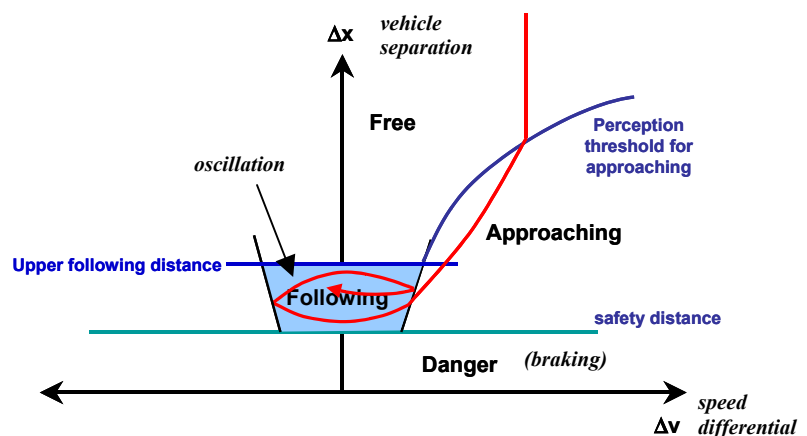 Δx
vehicle
separation
Free
Perception
threshold for
approaching
oscillation
Approaching
Upper following distance
Following
safety distance
Danger
(braking)
speed
Δv
differential